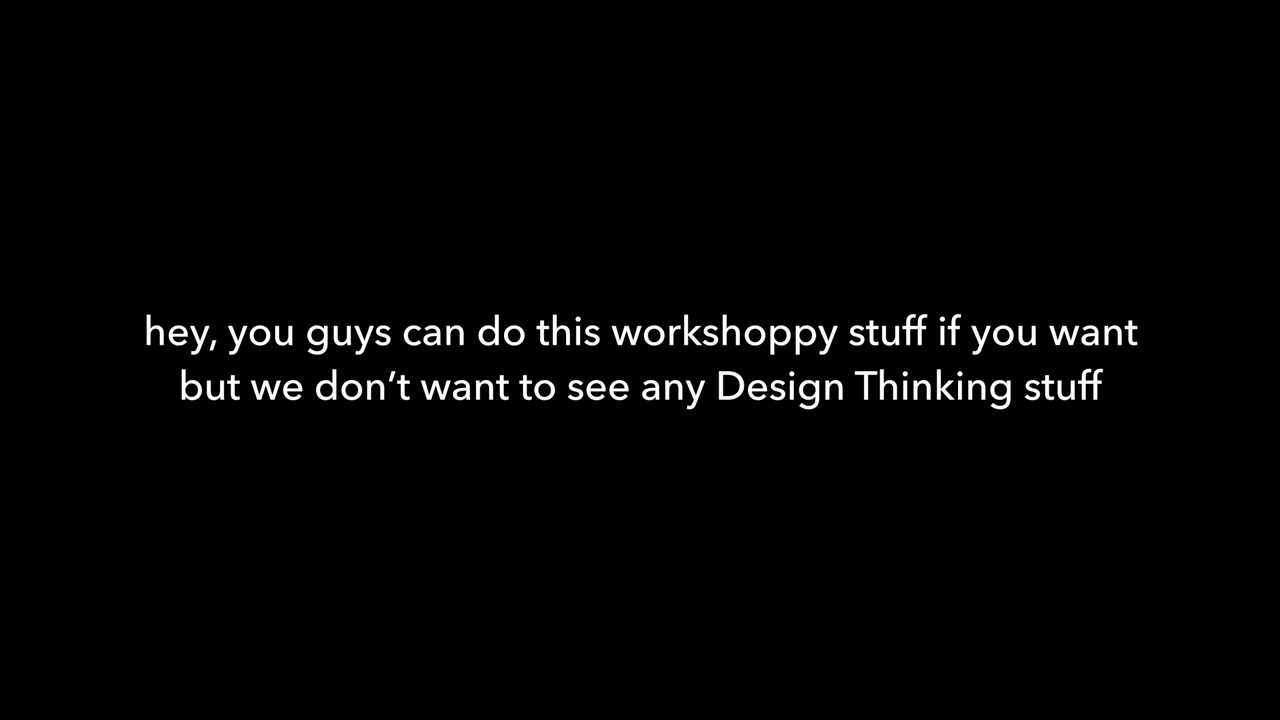 hey, you guys can do this workshoppy stuff if you want
but we don’t want to see any Design Thinking stuff